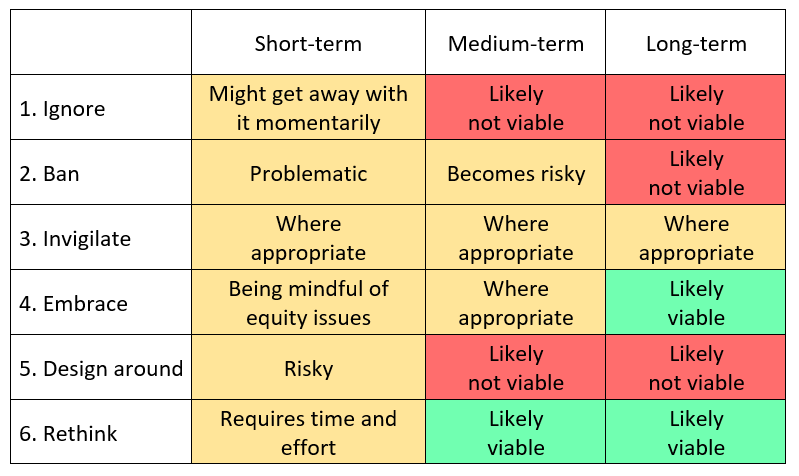 Short-term Medium-term Long-term
1. Ignore
Might get away with
it momentarily
Likely
not viable
Likely
not viable
2. Ban
Problematic
Becomes risky
Likely
not viable
3. Invigilate
Where
appropriate
Where
appropriate
Where
appropriate
4. Embrace
Being mindful of
equity issues
Where
appropriate
Likely
viable
5. Design around
Risky
Likely
not viable
Likely
not viable
6. Rethink
Requires time and
effort
Likely
viable
Likely
viable